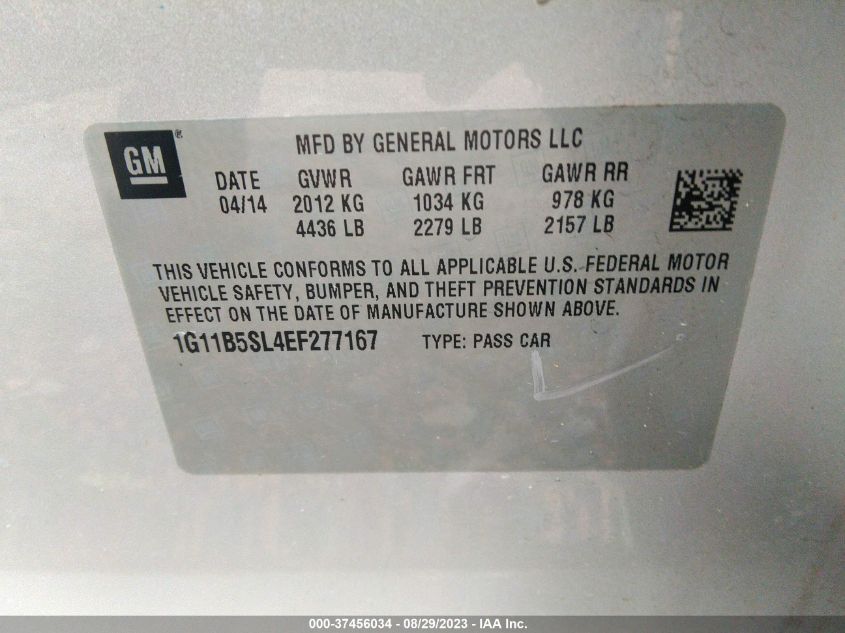 GM ®
MFD BY GENERAL MOTORS LLC
DATE GVWR GAWR FRT GAWR RR
04/14 2012 KG 1034 KG 978 KG
4436 LB 2279 LB 2157 LB
THIS VEHICLE CONFORMS TO ALL APPLICABLE U.S. FEDERAL MOTOR
VEHICLE SAFETY, BUMPER, AND THEFT PREVENTION STANDARDS IN
EFFECT ON THE DATE OF MANUFACTURE SHOWN ABOVE.
1G11B5SL4EF277167 TYPE: PASS CAR
000-37456034 - 08/29/2023 - IAA Inc.